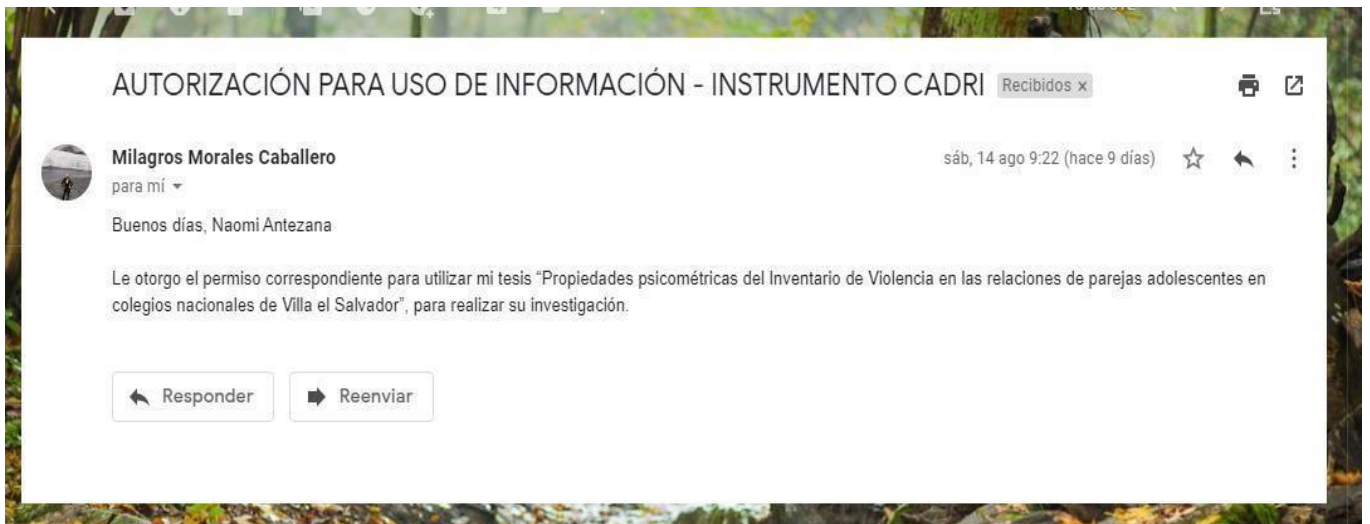 AUTORIZACIÓN PARA USO DE INFORMACIÓN - INSTRUMENTO CADRI Recibidos x
Milagros Morales Caballero sáb, 14 ago 9:22 (hace 9 días)
para mí
Buenos días, Naomi Antezana
Le otorgo el permiso correspondiente para utilizar mi tesis “Propiedades psicométricas del Inventario de Violencia en las relaciones de parejas adolescentes en
colegios nacionales de Villa el Salvador”, para realizar su investigación.
Responder Reenviar